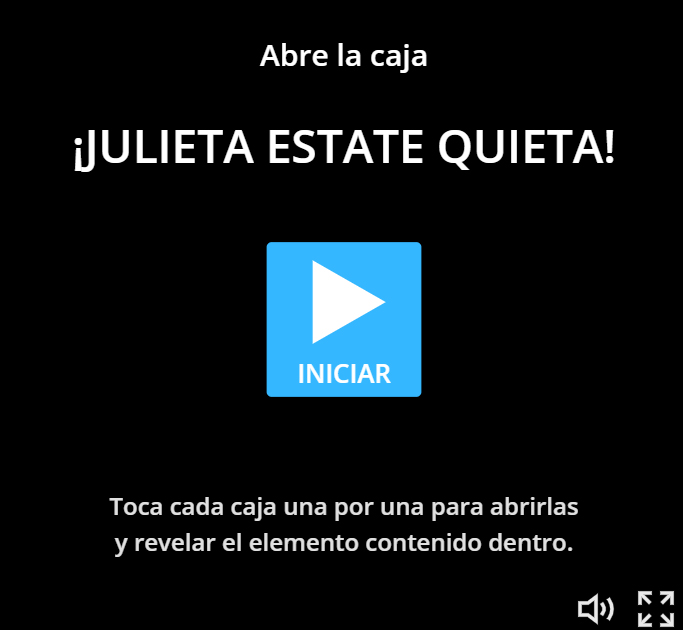 Abre la caja
¡JULIETA ESTATE QUIETA!
INICIAR
Toca cada caja una por una para abrirlas
y revelar el elemento contenido dentro.